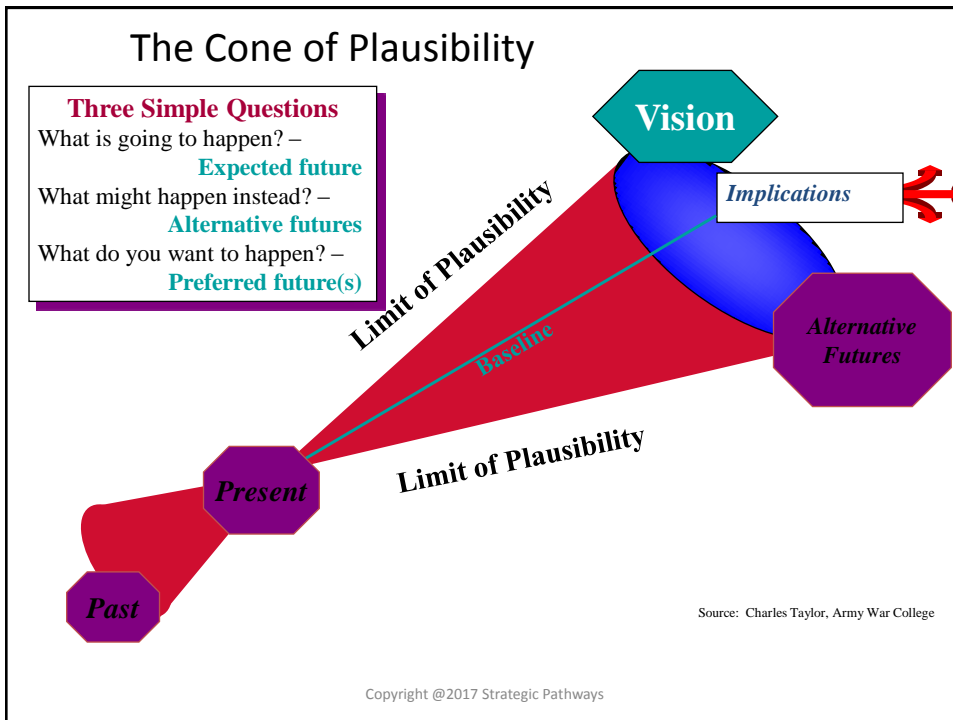 The Cone of Plausibility
Three Simple Questions
What is going to happen? –
Expected future
What might happen instead? –
Alternative futures
What do you want to happen? –
Preferred future(s)
Vision
Implications
Limit of Plausibility
Baseline
Alternative
Futures
Limit of Plausibility
Present
Past
Source: Charles Taylor, Army War College
Copyright @2017 Strategic Pathways